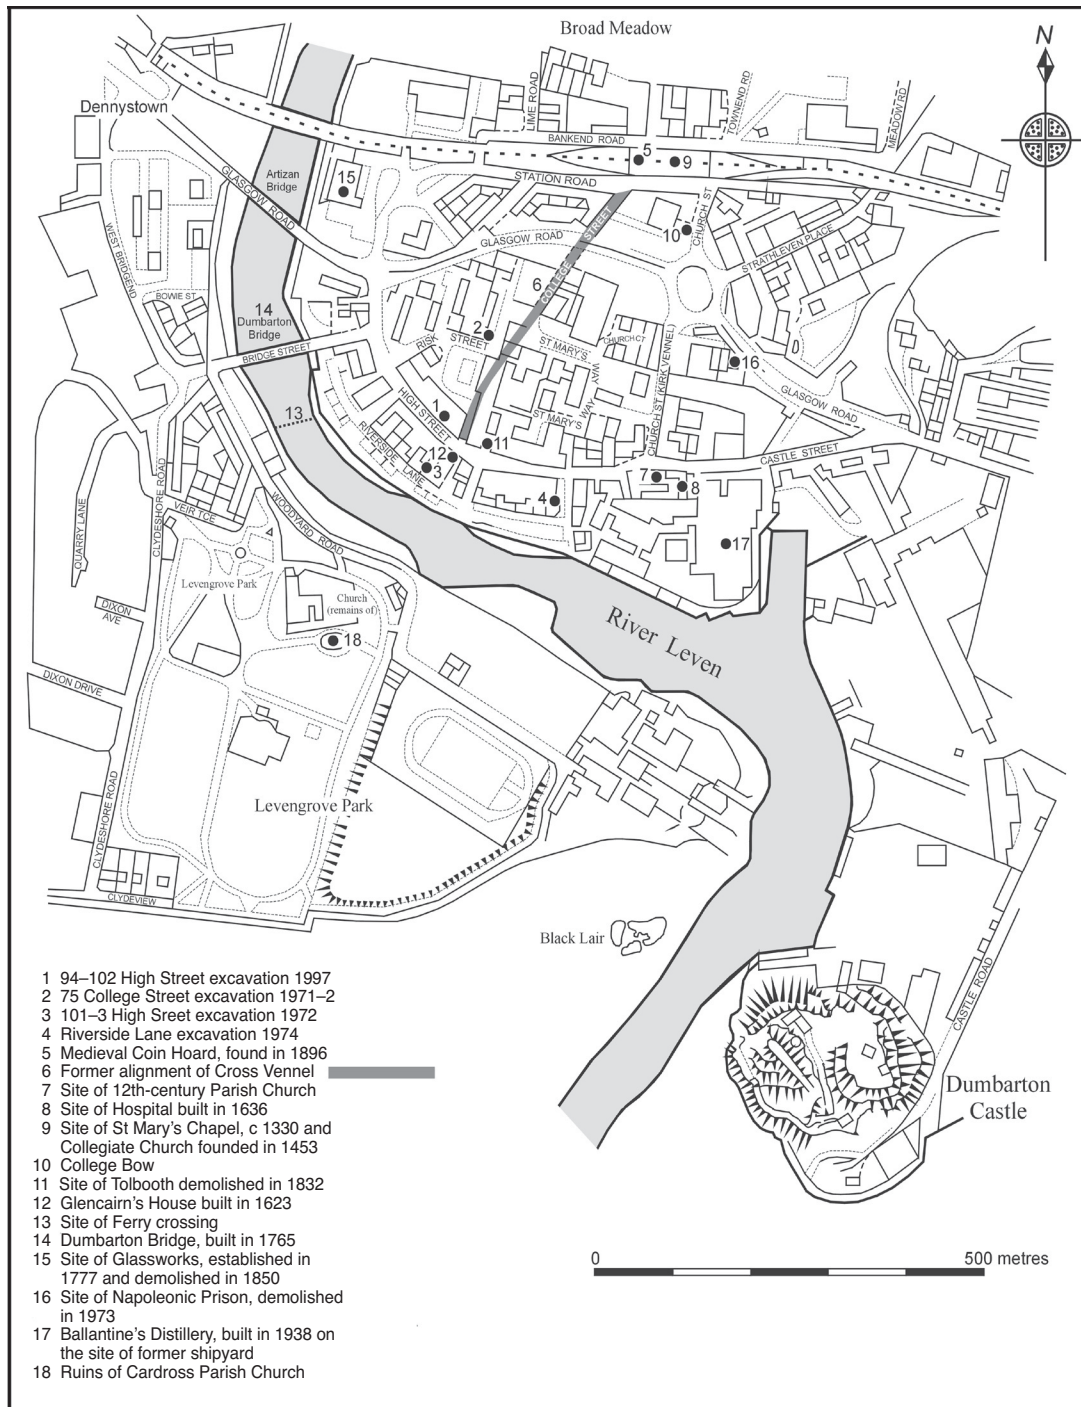 Broad Meadow
N
Dennystown
LIME ROAD
TOWNEND RD
MEADOW RD
BANKEND ROAD
5
9
STATION ROAD
15
Artizan
Bridge
GLASGOW ROAD
COLLEGE STREET
CHURCH ST
10
GLASGOW ROAD
STRATHLEVEN PLACE
WEST BRIDGEND
6
BOWIE ST
14
Dumbarton
Bridge
BRIDGE STREET
2
RISK STREET
ST MARY'S WAY
CHURCH CT
CHURCH ST (KIRK VENNEL)
16
GLASGOW ROAD
1
HIGH STREET
ST MARY'S WAY
13
11
12
3
RIVERSIDE LANE
CASTLE STREET
7
8
4
QUARRY LANE
CLYDESHORE ROAD
VEIR TCE
WOODYARD ROAD
17
Levengrove Park
Church
(remains of)
DIXON
AVE
18
River Leven
DIXON DRIVE
Levengrove Park
CLYDESHORE ROAD
CLYDEVIEW
Black Lair
CASTLE ROAD
Dumbarton
Castle
1 94–102 High Street excavation 1997
2 75 College Street excavation 1971–2
3 101–3 High Street excavation 1972
4 Riverside Lane excavation 1974
5 Medieval Coin Hoard, found in 1896
6 Former alignment of Cross Vennel
7 Site of 12th-century Parish Church
8 Site of Hospital built in 1636
9 Site of St Mary's Chapel, c 1330 and
Collegiate Church founded in 1453
10 College Bow
11 Site of Tolbooth demolished in 1832
12 Glencairn's House built in 1623
13 Site of Ferry crossing
14 Dumbarton Bridge, built in 1765
15 Site of Glassworks, established in
1777 and demolished in 1850
16 Site of Napoleonic Prison, demolished
in 1973
17 Ballantine's Distillery, built in 1938 on
the site of former shipyard
18 Ruins of Cardross Parish Church
0
500 metres